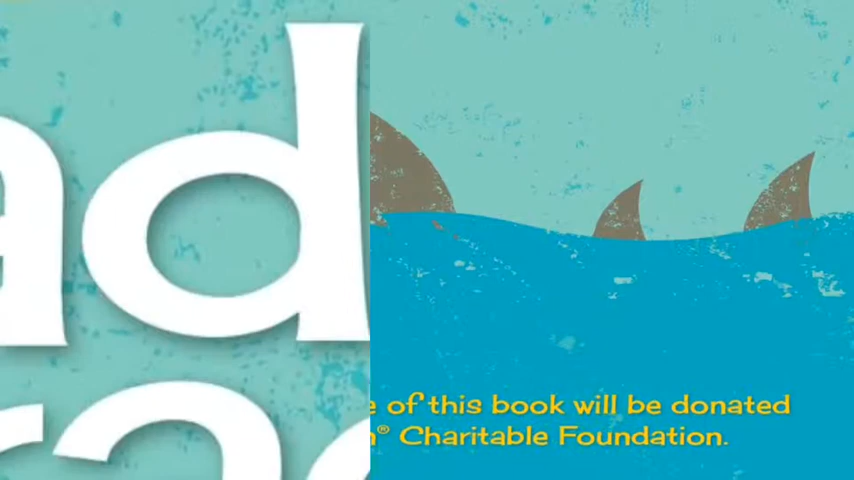 ad
of this book will be donated
Charitable Foundation.